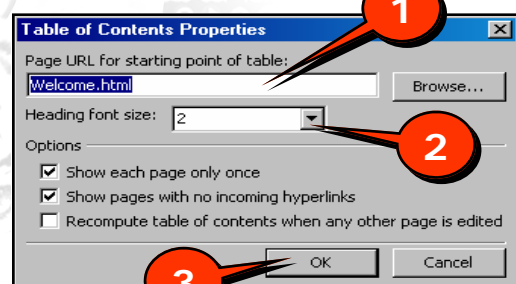 1
Table of Contents Properties
Page URL for starting point of table:
Welcome.html
Browse...
Heading font size: 2
2
Options
Show each page only once
Show pages with no incoming hyperlinks
Recompute table of contents when any other page is edited
3
OK Cancel